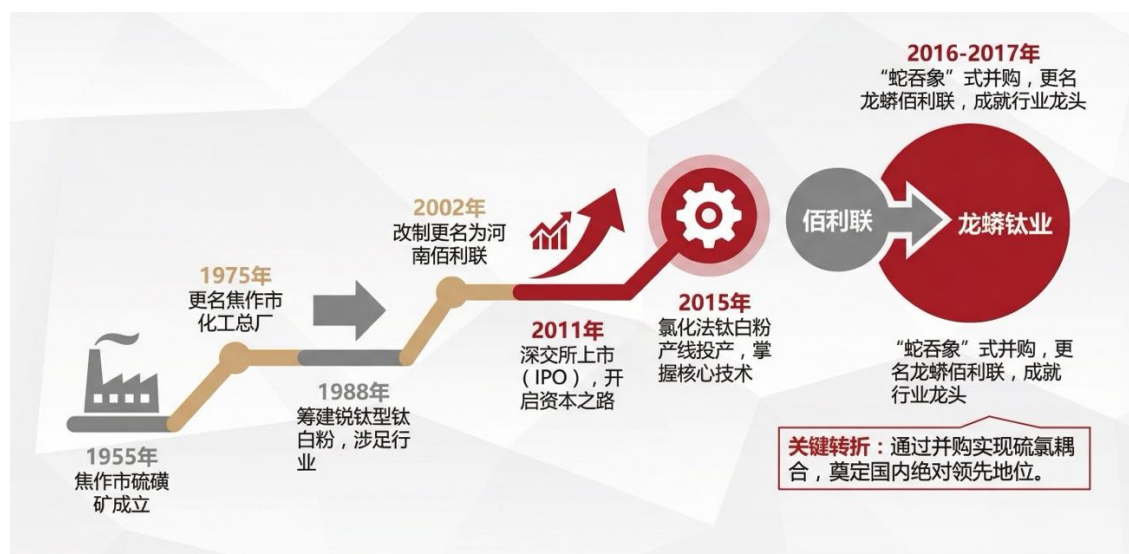 1955年
焦作市硫磺
矿成立
1975年
更名焦作市
化工总厂
1988年
筹建锐钛型钛
白粉，涉足行
业
2002年
改制更名为河
南佰利联
2011年
深交所上市
（IPO），开
启资本之路
2015年
氯化法钛白粉
产线投产，掌
握核心技术
2016-2017年
“蛇吞象”式并购，更名
龙蟒佰利联，成就行业龙头
佰利联
龙蟒钛业
“蛇吞象”式并购，更
名龙蟒佰利联，成就
行业龙头
关键转折：通过并购实现硫氯耦
合，奠定国内绝对领先地位。